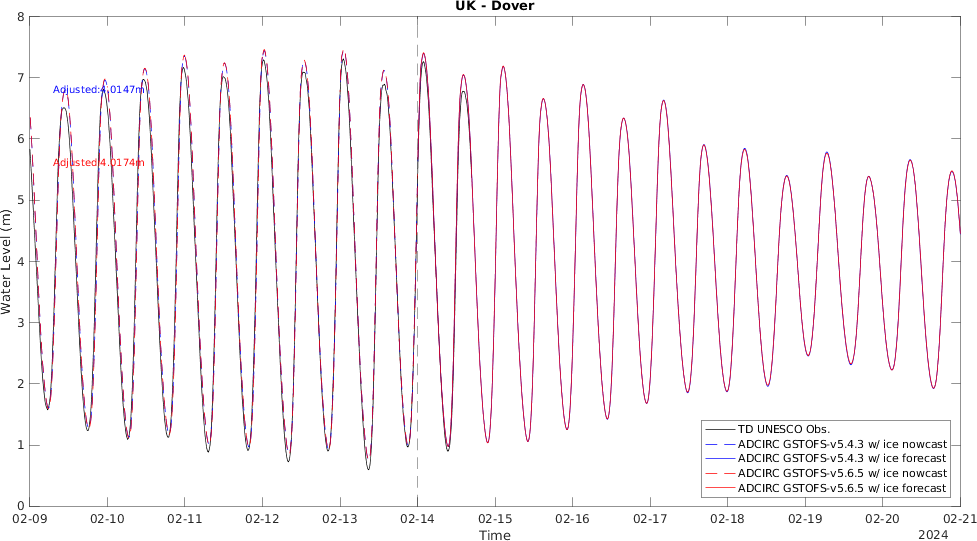 UK - Dover
8
7
6
5
4
3
2
1
0
Water Level (m)
Adjusted:4.0147m
Adjusted:4.0174m
TD UNESCO Obs.
ADCIRC GSTOFS-v5.4.3 w/ ice nowcast
ADCIRC GSTOFS-v5.4.3 w/ ice forecast
ADCIRC GSTOFS-v5.6.5 w/ ice nowcast
ADCIRC GSTOFS-v5.6.5 w/ ice forecast
02-09 02-10 02-11 02-12 02-13 02-14 02-15 02-16 02-17 02-18 02-19 02-20 02-21
Time
2024